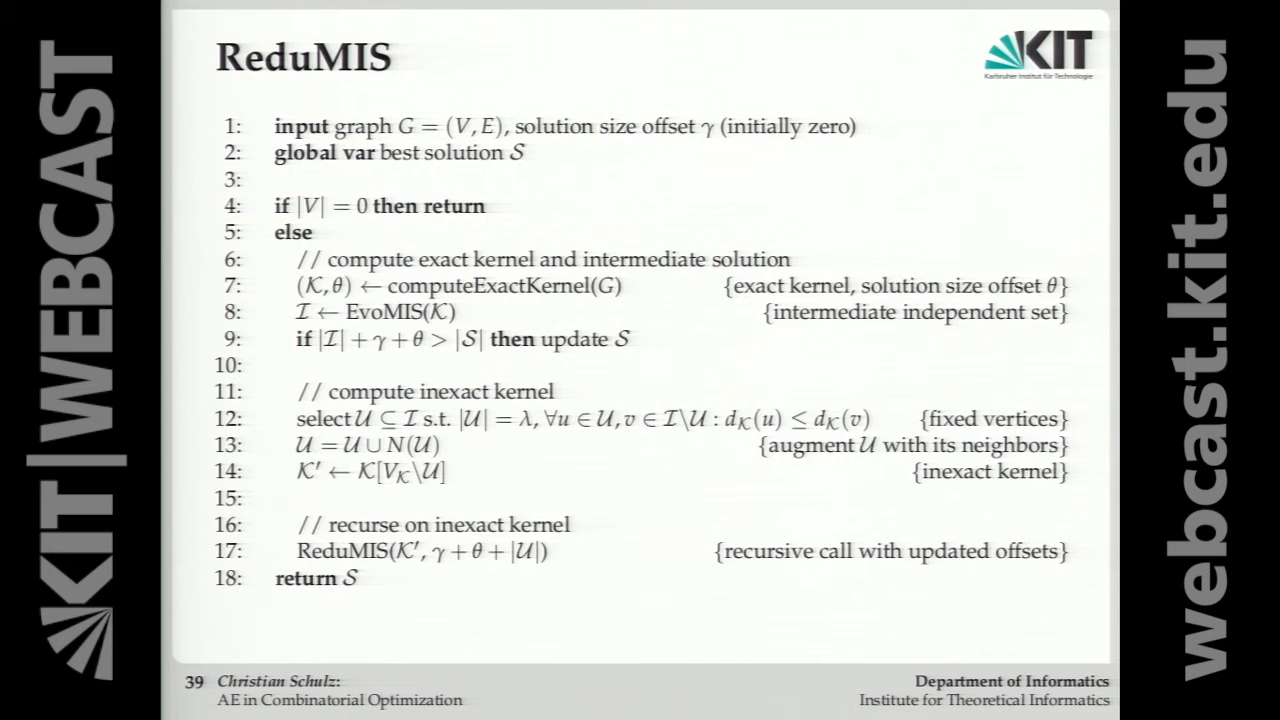 KIT|WEBCAST
ReduMIS
KIT
Karlsruher Institut für Technologie
1: input graph G = (V, E), solution size offset γ (initially zero)
2: global var best solution 𝒮
3:
4: if |V| = 0 then return
5: else
6: // compute exact kernel and intermediate solution
7: (𝒦, θ) ← computeExactKernel(G) {exact kernel, solution size offset θ}
8: ℐ ← EvoMIS(𝒦) {intermediate independent set}
9: if |ℐ| + γ + θ > |𝒮| then update 𝒮
10:
11: // compute inexact kernel
12: select 𝒰 ⊆ ℐ s.t. |𝒰| = λ, ∀u ∈ 𝒰, v ∈ ℐ\𝒰 : d_𝒦(u) ≤ d_𝒦(v) {fixed vertices}
13: 𝒰 = 𝒰 ∪ N(𝒰) {augment 𝒰 with its neighbors}
14: 𝒦′ ← 𝒦[V_𝒦\𝒰] {inexact kernel}
15:
16: // recurse on inexact kernel
17: ReduMIS(𝒦′, γ + θ + |𝒰|) {recursive call with updated offsets}
18: return 𝒮
39 Christian Schulz:
AE in Combinatorial Optimization
Department of Informatics
Institute for Theoretical Informatics
webcast.kit.edu